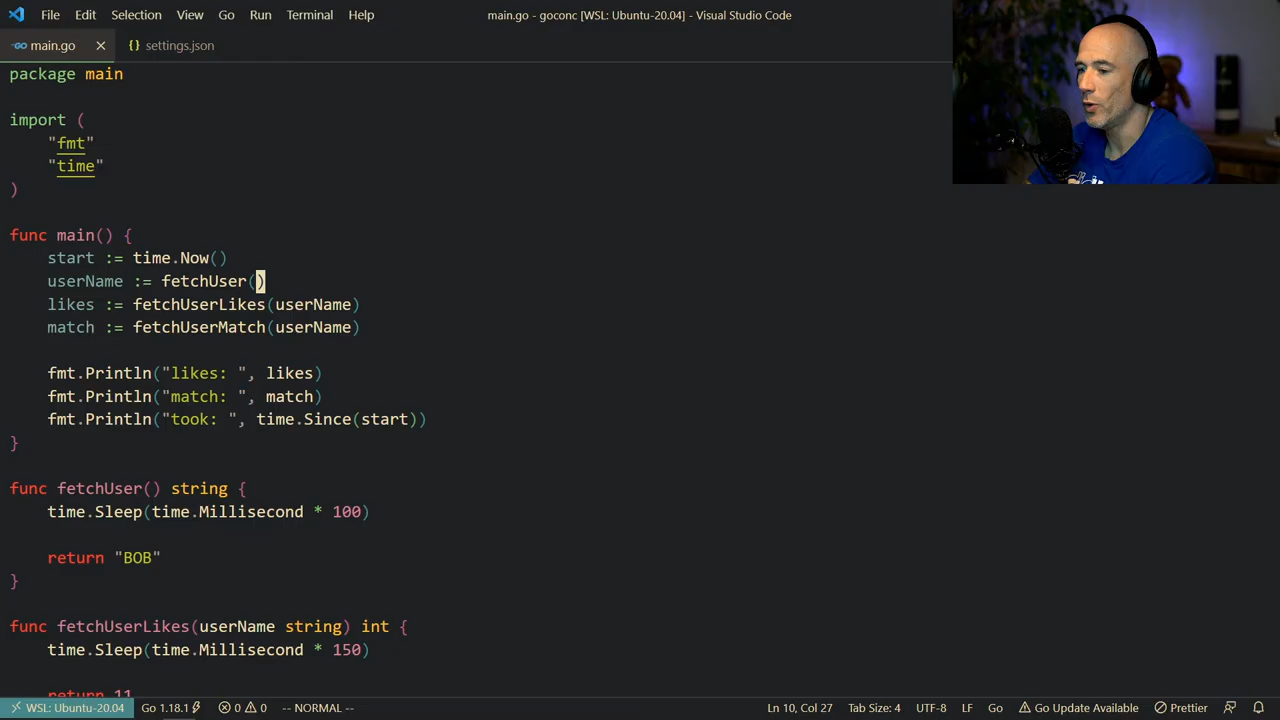 File Edit Selection View Go Run Terminal Help main.go - goconc [WSL: Ubuntu-20.04] - Visual Studio Code
main.go settings.json
package main
import (
"fmt"
"time"
)
func main() {
start := time.Now()
userName := fetchUser()
likes := fetchUserLikes(userName)
match := fetchUserMatch(userName)
fmt.Println("likes: ", likes)
fmt.Println("match: ", match)
fmt.Println("took: ", time.Since(start))
}
func fetchUser() string {
time.Sleep(time.Millisecond * 100)
return "BOB"
}
func fetchUserLikes(userName string) int {
time.Sleep(time.Millisecond * 150)
return 11
WSL: Ubuntu-20.04 Go 1.18.1 0 0 -- NORMAL -- Ln 10, Col 27 Tab Size: 4 UTF-8 LF Go Go Update Available Prettier